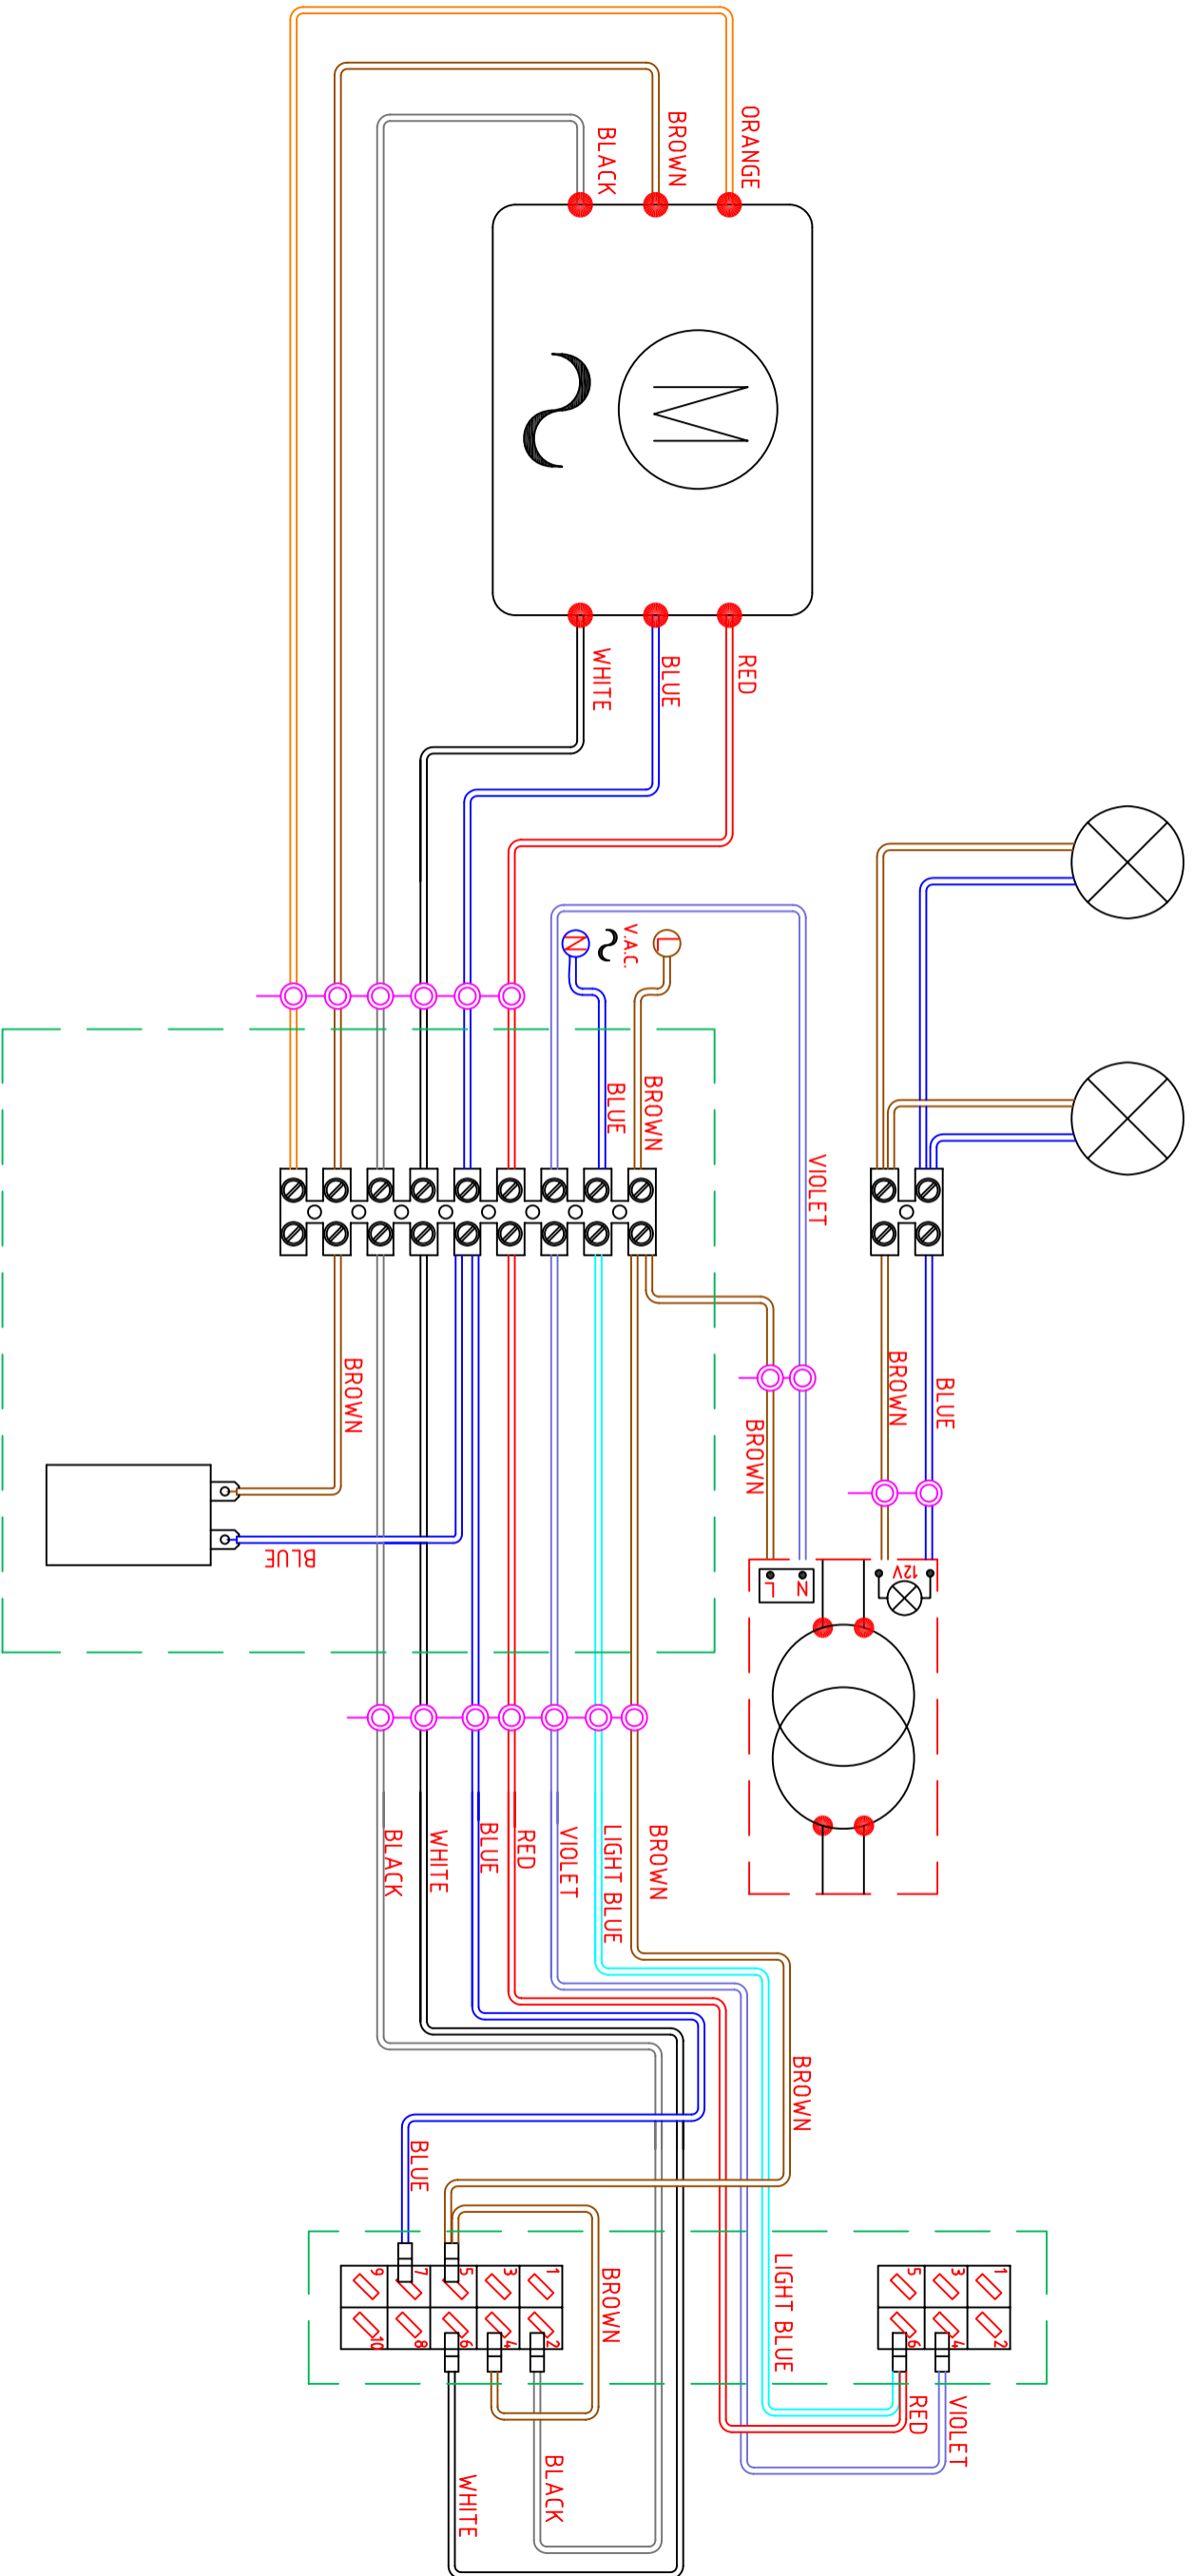 ORANGE
BROWN
BLACK
M
RED
BLUE
WHITE
L
V.A.C.
N
BROWN
BLUE
VIOLET
BLUE
BROWN
BROWN
BROWN
BLUE
12V
N
L
BROWN
LIGHT BLUE
VIOLET
RED
BLUE
WHITE
BLACK
BROWN
BLUE
BROWN
LIGHT BLUE
1
3
5
2
4
6
1
3
5
7
9
2
4
6
8
10
VIOLET
RED
BLACK
WHITE